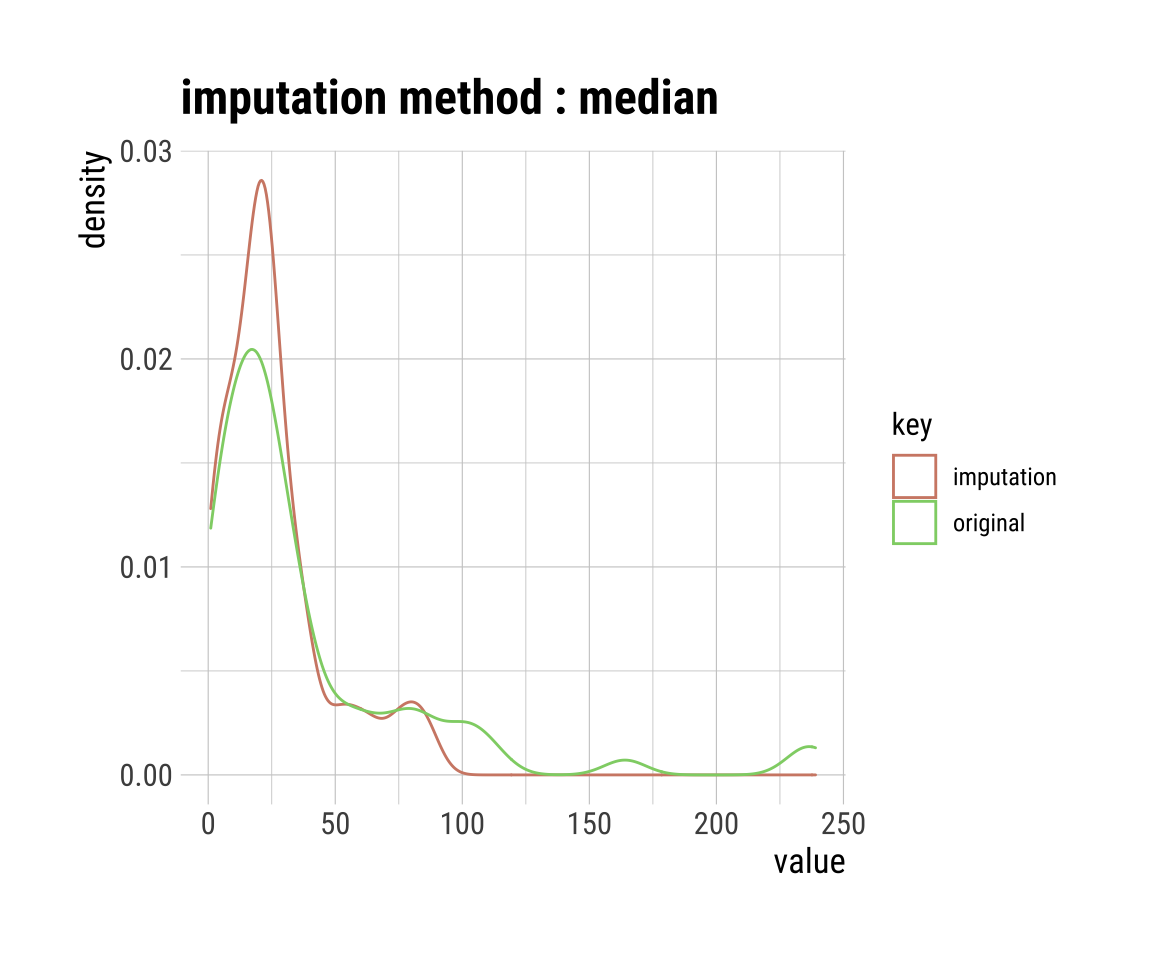 imputation method : median
density
0.03
0.02
0.01
0.00
0 50 100 150 200 250
value
key
imputation
original